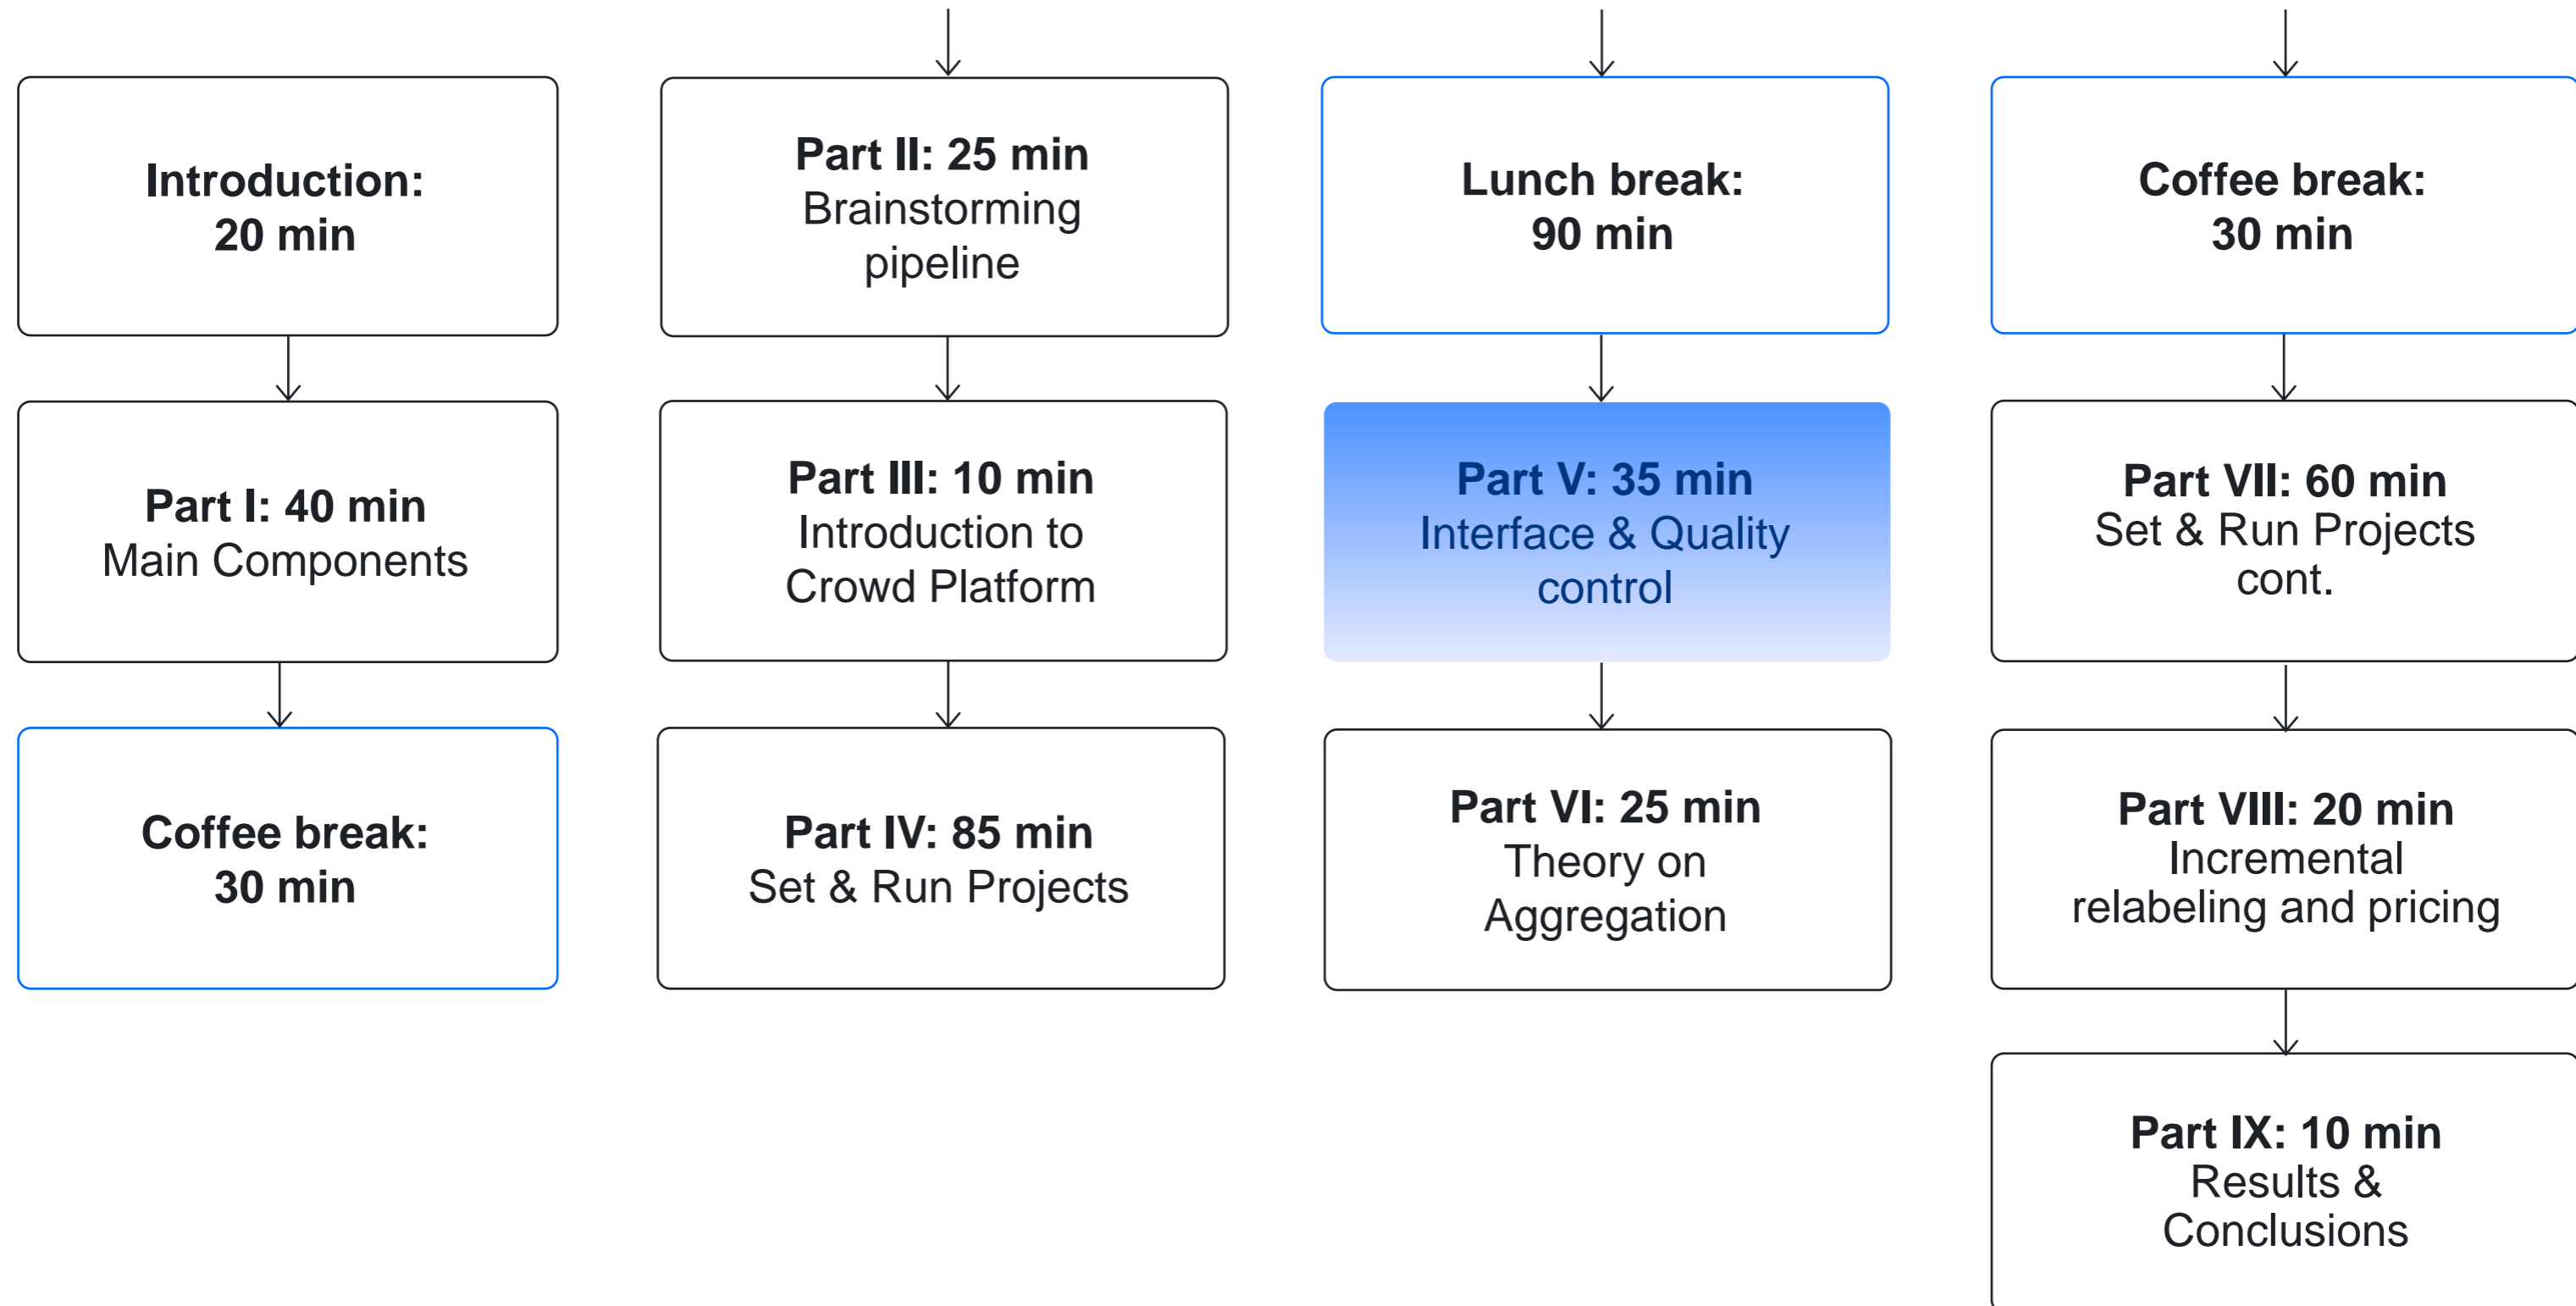 Introduction:
20 min
Part I: 40 min
Main Components
Coffee break:
30 min
Part II: 25 min
Brainstorming
pipeline
Part III: 10 min
Introduction to
Crowd Platform
Part IV: 85 min
Set & Run Projects
Lunch break:
90 min
Part V: 35 min
Interface & Quality
control
Part VI: 25 min
Theory on
Aggregation
Coffee break:
30 min
Part VII: 60 min
Set & Run Projects
cont.
Part VIII: 20 min
Incremental
relabeling and pricing
Part IX: 10 min
Results &
Conclusions